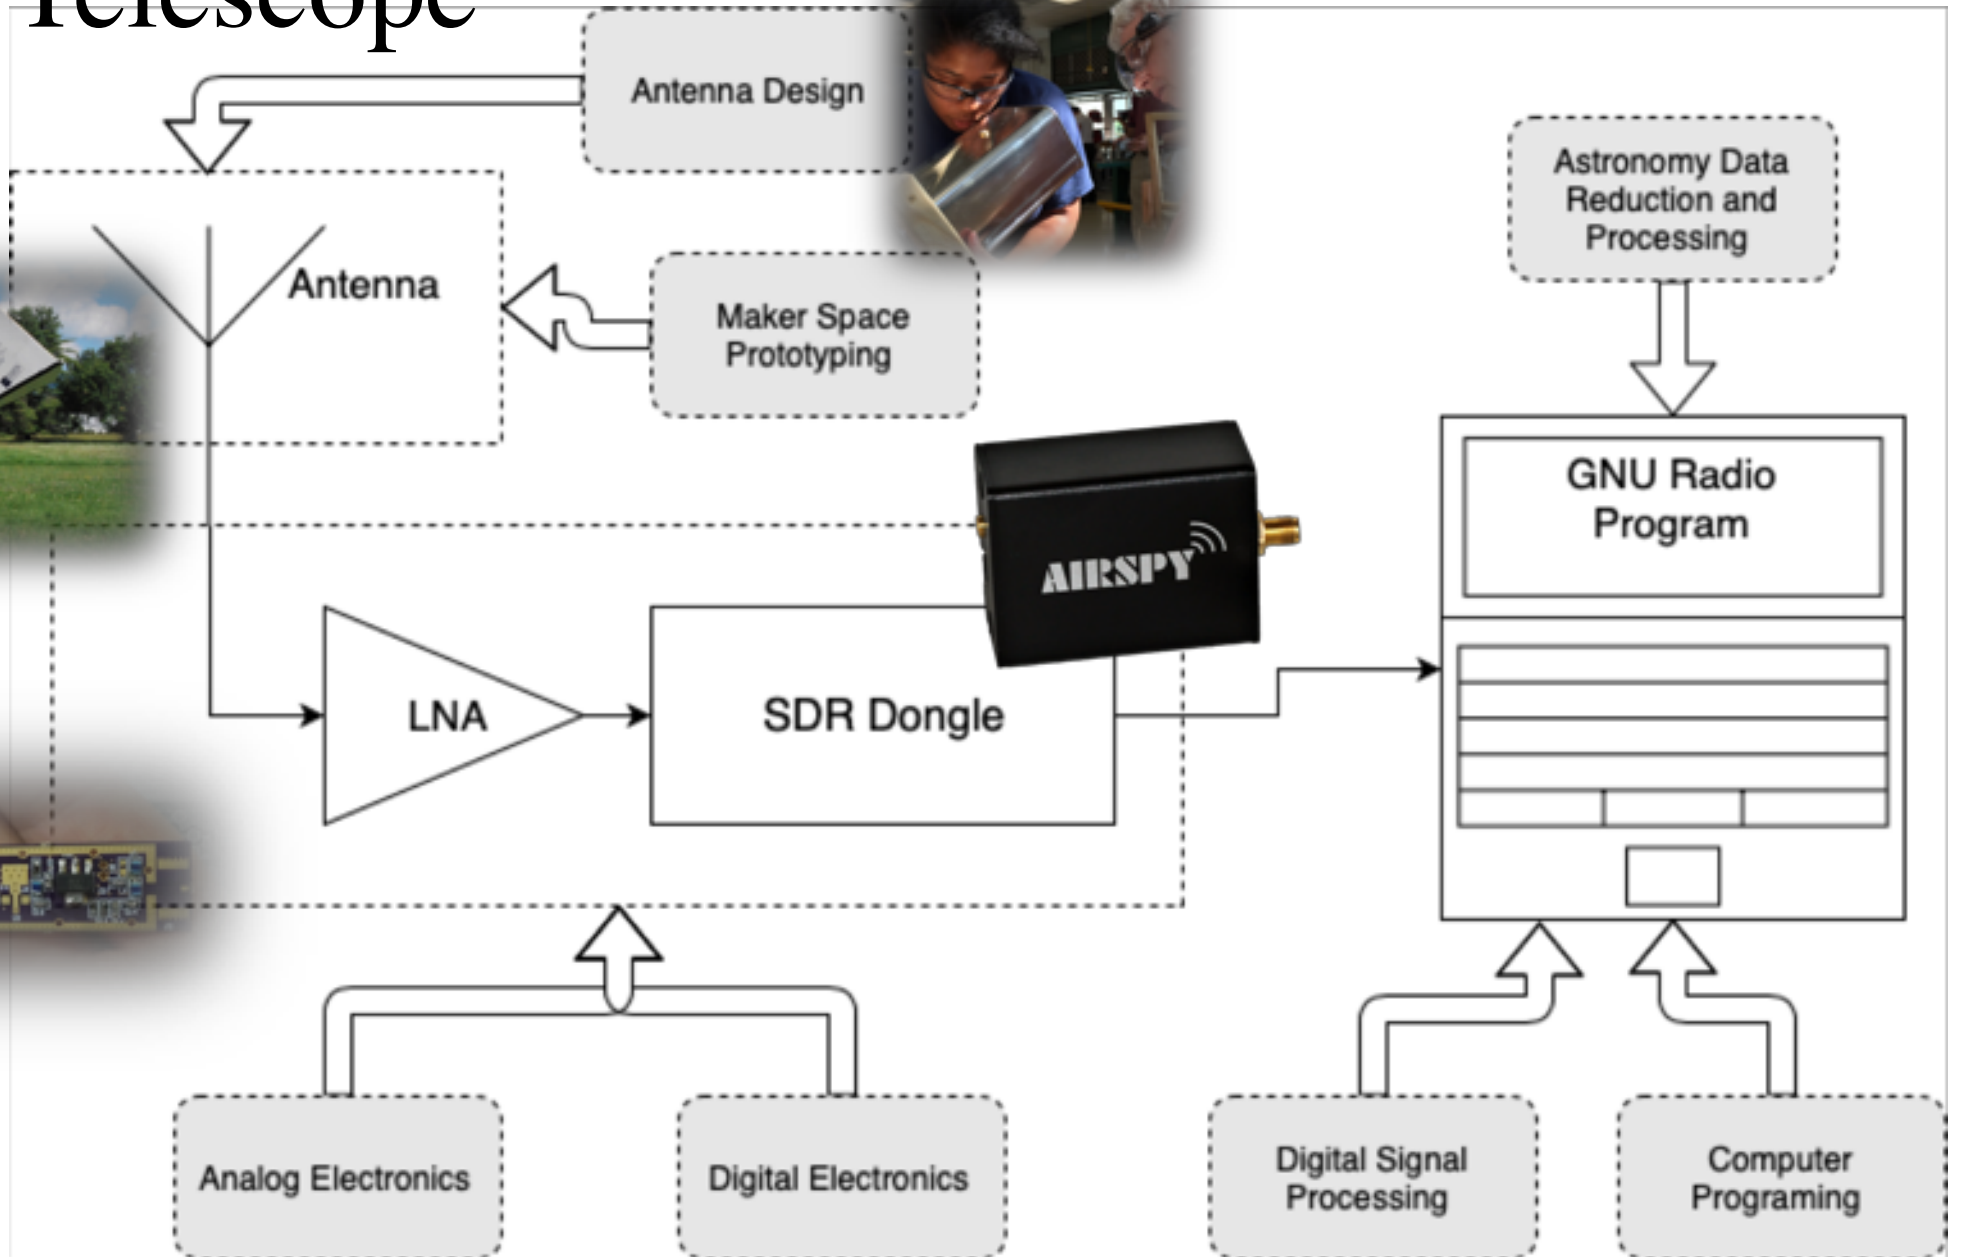 Telescope
Antenna Design
Astronomy Data
Reduction and
Processing
Antenna
Maker Space
Prototyping
GNU Radio
Program
AIRSPY
LNA
SDR Dongle
Analog Electronics
Digital Electronics
Digital Signal
Processing
Computer
Programing